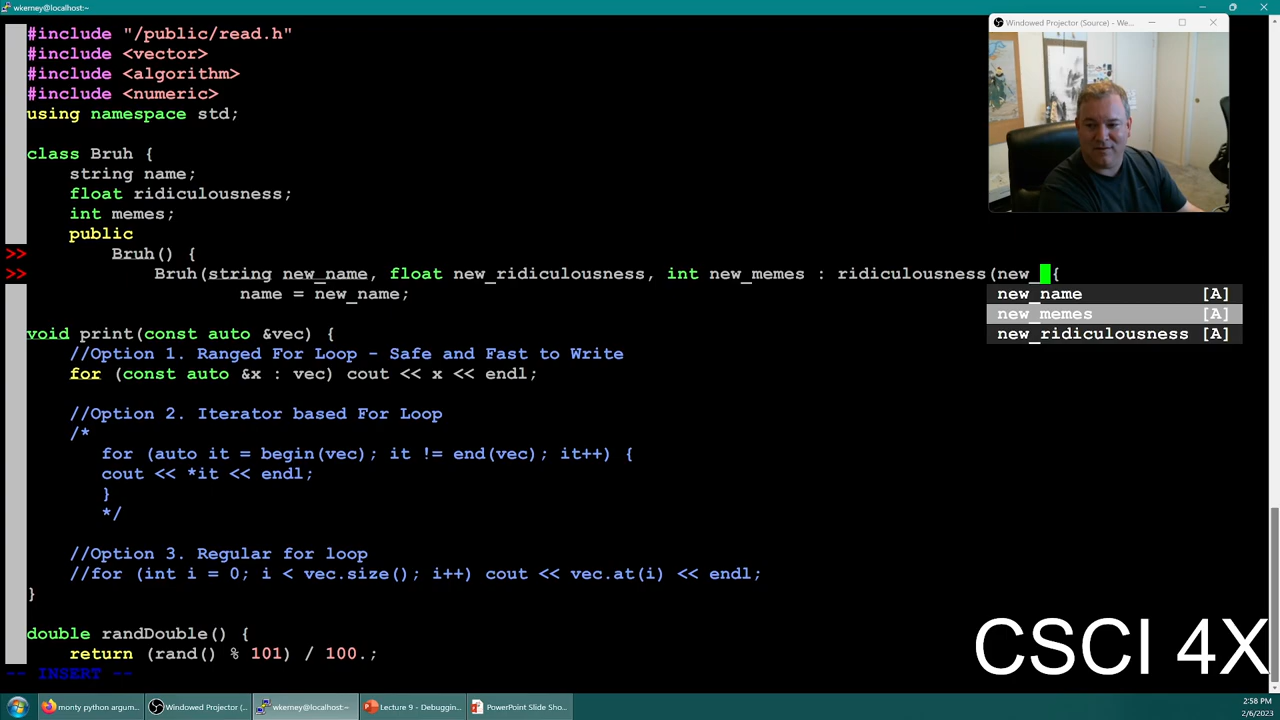 wkerney@localhost:~
#include "/public/read.h"
#include <vector>
#include <algorithm>
#include <numeric>
using namespace std;
class Bruh {
string name;
float ridiculousness;
int memes;
public
>> Bruh() {
>> Bruh(string new_name, float new_ridiculousness, int new_memes : ridiculousness(new_ {
name = new_name;
new_name [A]
new_memes [A]
new_ridiculousness [A]
void print(const auto &vec) {
//Option 1. Ranged For Loop - Safe and Fast to Write
for (const auto &x : vec) cout << x << endl;
//Option 2. Iterator based For Loop
/*
for (auto it = begin(vec); it != end(vec); it++) {
cout << *it << endl;
}
*/
//Option 3. Regular for loop
//for (int i = 0; i < vec.size(); i++) cout << vec.at(i) << endl;
}
double randDouble() {
return (rand() % 101) / 100.;
-- INSERT --
Windowed Projector (Source) - We...
CSCI 4X
monty python argum...
Windowed Projector (...
wkerney@localhost:~
Lecture 9 - Debuggin...
PowerPoint Slide Sho...
2:58 PM
2/6/2023